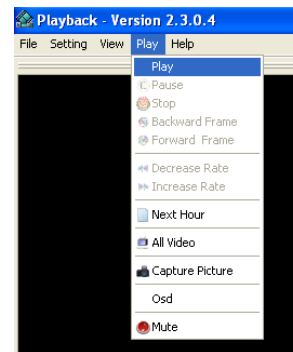 Playback - Version 2.3.0.4
File Setting View Play Help
Play
Pause
Stop
Backward Frame
Forward Frame
Decrease Rate
Increase Rate
Next Hour
All Video
Capture Picture
Osd
Mute